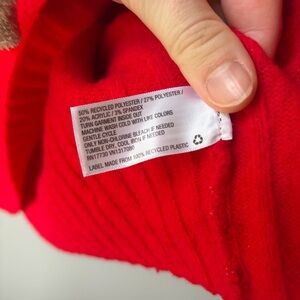 50% RECYCLED POLYESTER / 27% POLYESTER /
20% ACRYLIC / 3% SPANDEX
TURN GARMENT INSIDE OUT
MACHINE WASH COLD WITH LIKE COLORS
GENTLE CYCLE
ONLY NON-CHLORINE BLEACH IF NEEDED
TUMBLE DRY, COOL IRON IF NEEDED
RN17730 VN1317080
LABEL MADE FROM 100% RECYCLED PLASTIC